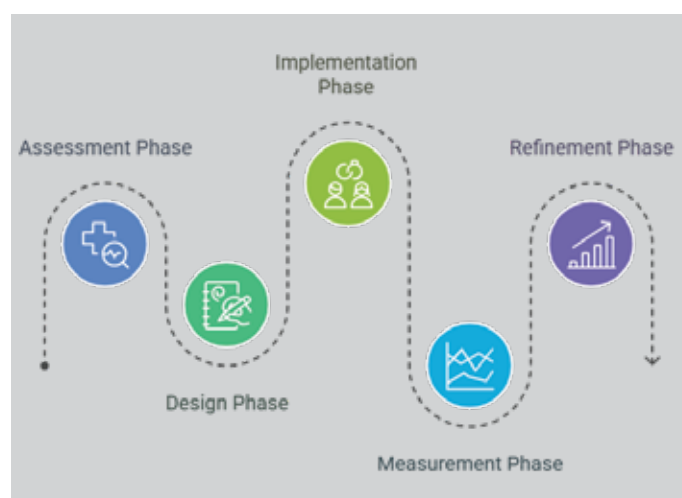 Assessment Phase
Design Phase
Implementation
Phase
Measurement Phase
Refinement Phase